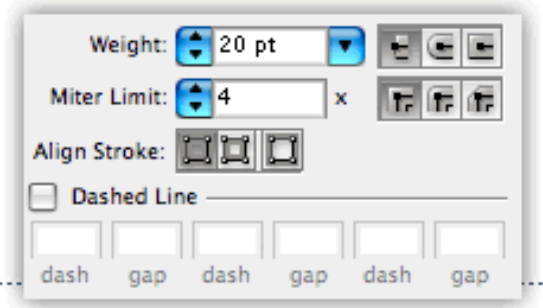 Weight: 20 pt
Miter Limit: 4 x
Align Stroke:
Dashed Line
dash gap dash gap dash gap